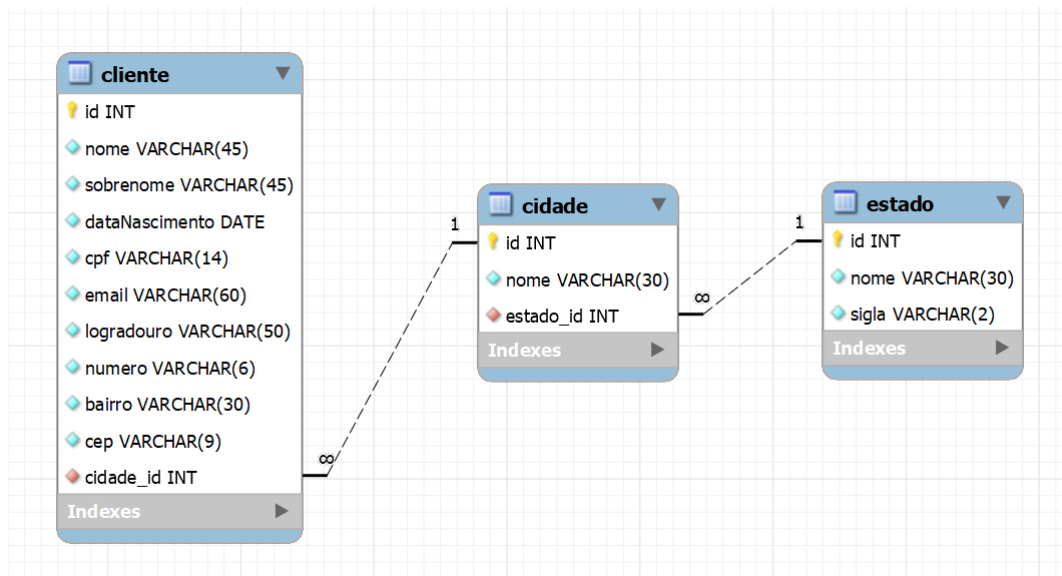 cliente
id INT
nome VARCHAR(45)
sobrenome VARCHAR(45)
dataNascimento DATE
cpf VARCHAR(14)
email VARCHAR(60)
logradouro VARCHAR(50)
numero VARCHAR(6)
bairro VARCHAR(30)
cep VARCHAR(9)
cidade_id INT
Indexes
∞
1
cidade
id INT
nome VARCHAR(30)
estado_id INT
Indexes
∞
1
estado
id INT
nome VARCHAR(30)
sigla VARCHAR(2)
Indexes